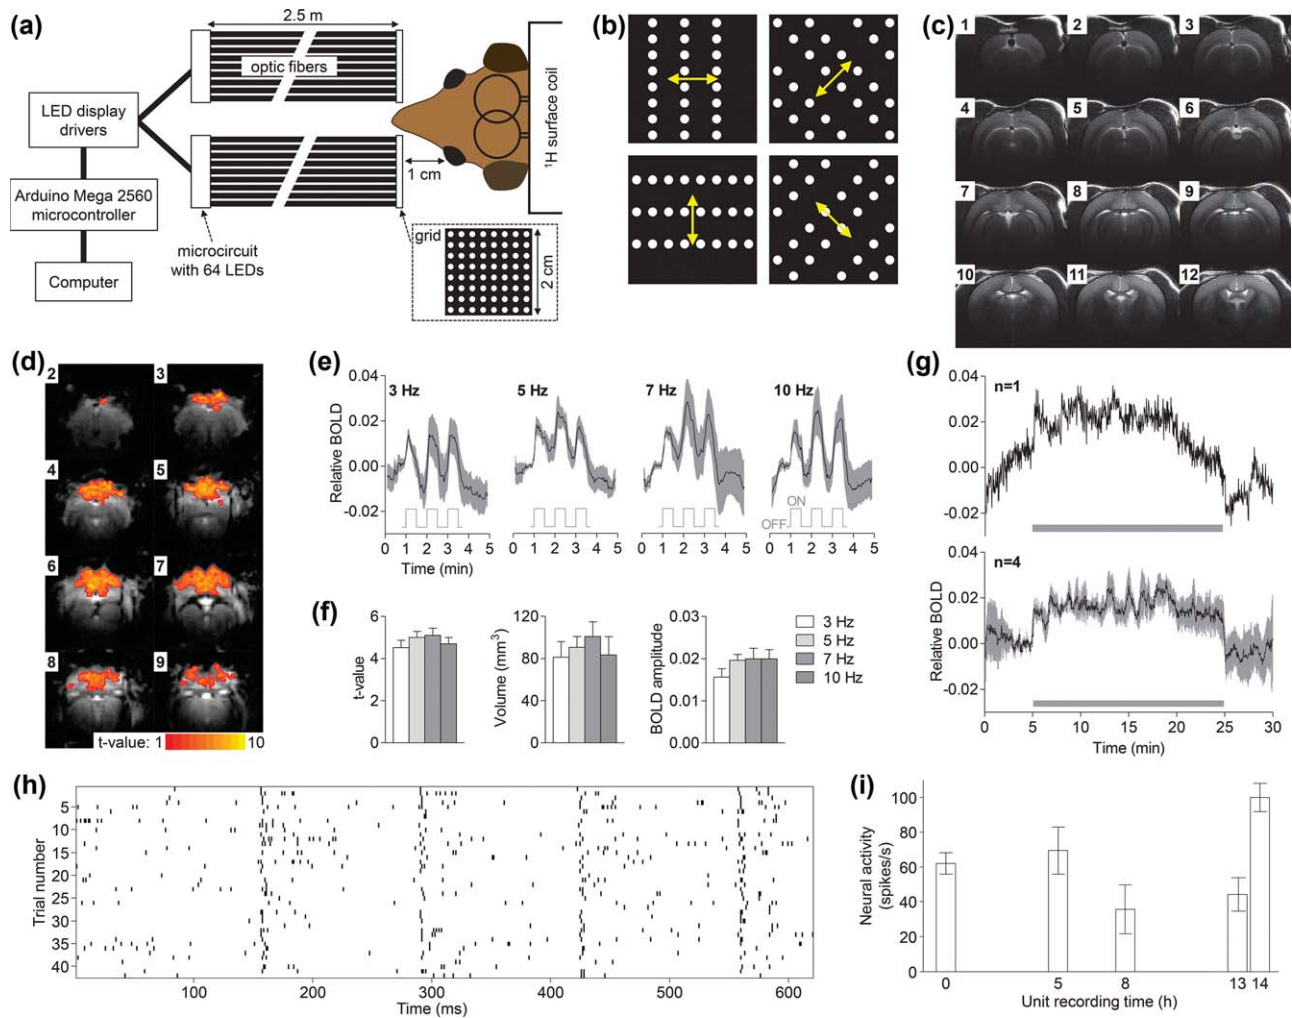 (a)
2.5 m
optic fibers
LED display
drivers
Arduino Mega 2560
microcontroller
Computer
microcircuit
with 64 LEDs
1 cm
grid
2 cm
¹H surface coil
(b)
(c)
1 2 3
4 5 6
7 8 9
10 11 12
(d)
2 3
4 5
6 7
8 9
t-value: 1 10
(e)
3 Hz 5 Hz 7 Hz 10 Hz
Relative BOLD
0.04
0.02
0.00
-0.02
ON
OFF
0 1 2 3 4 5 0 1 2 3 4 5 0 1 2 3 4 5 0 1 2 3 4 5
Time (min) Time (min)
(f)
t-value
6
4
2
0
Volume (mm³)
120
80
40
0
BOLD amplitude
0.03
0.02
0.01
0.00
3 Hz
5 Hz
7 Hz
10 Hz
(g)
n=1
0.04
0.02
0.00
-0.02
n=4
0.04
0.02
0.00
-0.02
Relative BOLD
0 5 10 15 20 25 30
Time (min)
(h)
Trial number
5
10
15
20
25
30
35
40
100 200 300 400 500 600
Time (ms)
(i)
Neural activity
(spikes/s)
100
80
60
40
20
0
0 5 8 13 14
Unit recording time (h)